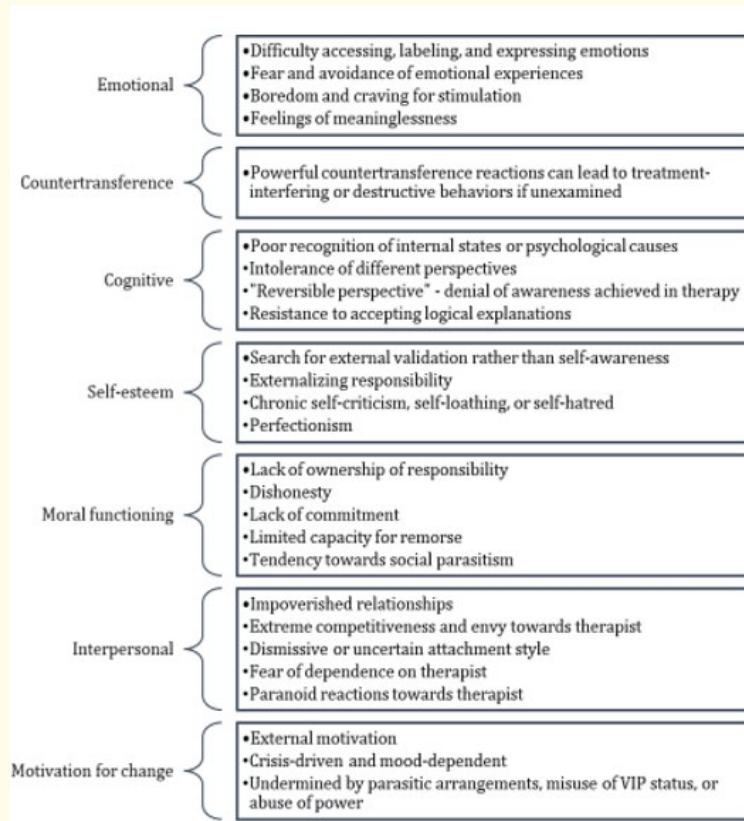 Emotional
•Difficulty accessing, labeling, and expressing emotions
•Fear and avoidance of emotional experiences
•Boredom and craving for stimulation
•Feelings of meaninglessness
Countertransference
•Powerful countertransference reactions can lead to treatment-
interfering or destructive behaviors if unexamined
Cognitive
•Poor recognition of internal states or psychological causes
•Intolerance of different perspectives
•"Reversible perspective" - denial of awareness achieved in therapy
•Resistance to accepting logical explanations
Self-esteem
•Search for external validation rather than self-awareness
•Externalizing responsibility
•Chronic self-criticism, self-loathing, or self-hatred
•Perfectionism
Moral functioning
•Lack of ownership of responsibility
•Dishonesty
•Lack of commitment
•Limited capacity for remorse
•Tendency towards social parasitism
Interpersonal
•Impoverished relationships
•Extreme competitiveness and envy towards therapist
•Dismissive or uncertain attachment style
•Fear of dependence on therapist
•Paranoid reactions towards therapist
Motivation for change
•External motivation
•Crisis-driven and mood-dependent
•Undermined by parasitic arrangements, misuse of VIP status, or
abuse of power